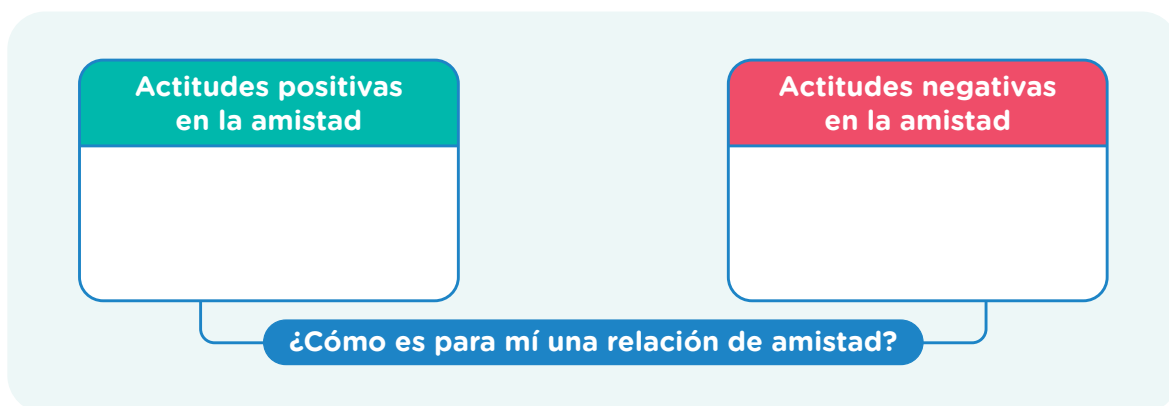 Actitudes positivas
en la amistad
Actitudes negativas
en la amistad
¿Cómo es para mí una relación de amistad?